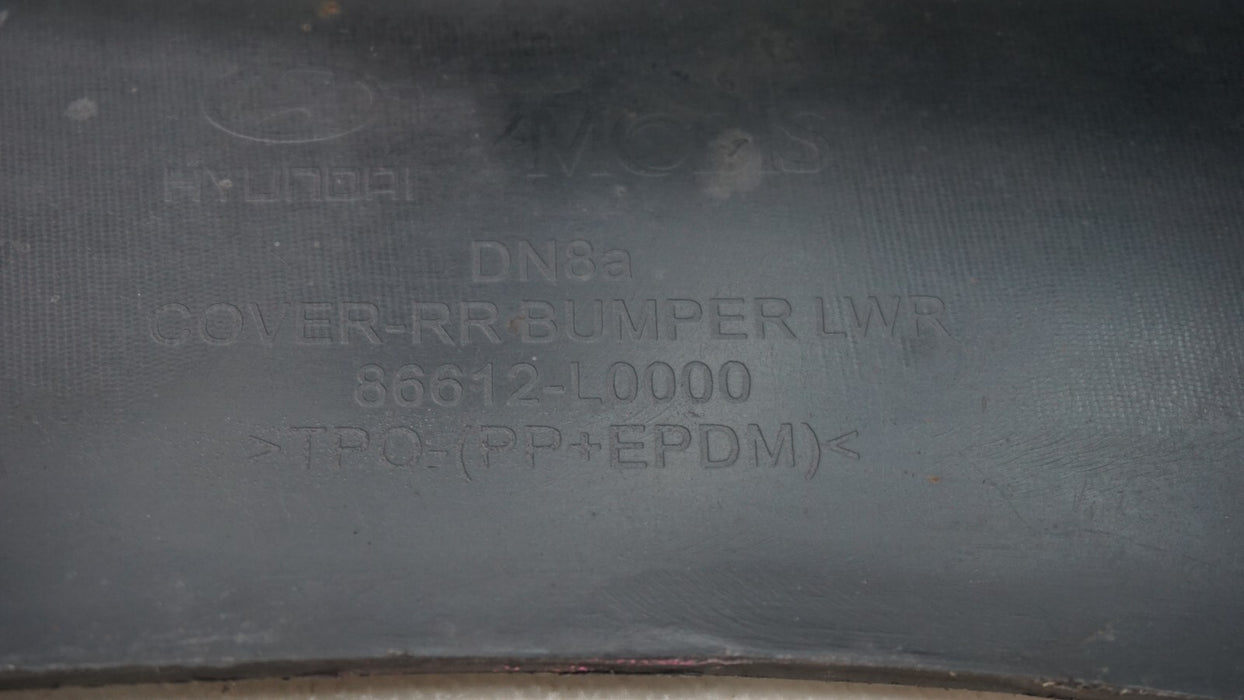 HYUNDAI
MOBIS
DN8a
COVER-RR BUMPER LWR
86612-L0000
>TPO-(PP+EPDM)<